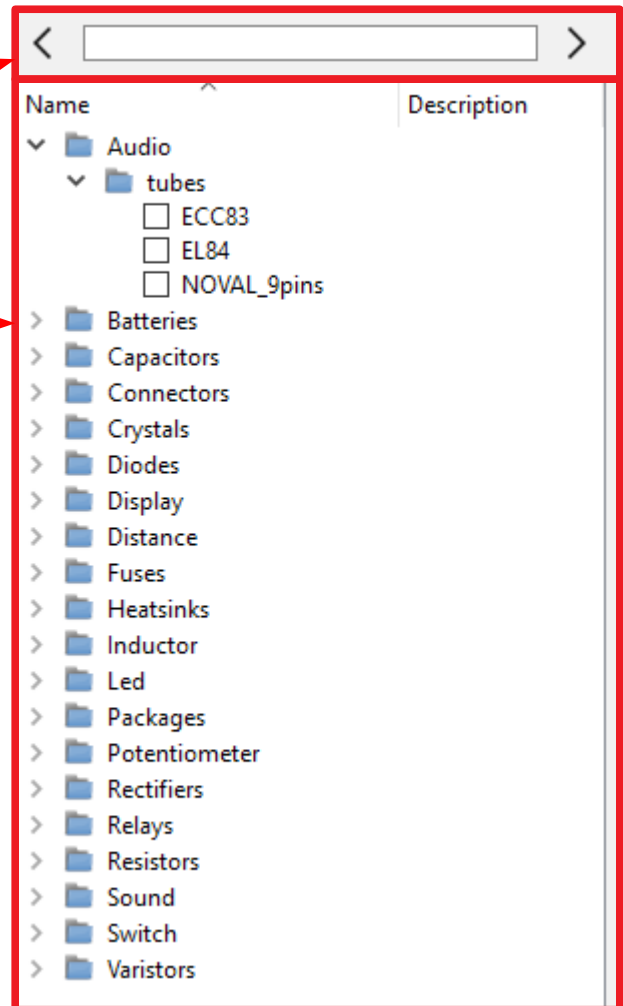 Name Description
Audio
tubes
ECC83
EL84
NOVAL_9pins
Batteries
Capacitors
Connectors
Crystals
Diodes
Display
Distance
Fuses
Heatsinks
Inductor
Led
Packages
Potentiometer
Rectifiers
Relays
Resistors
Sound
Switch
Varistors